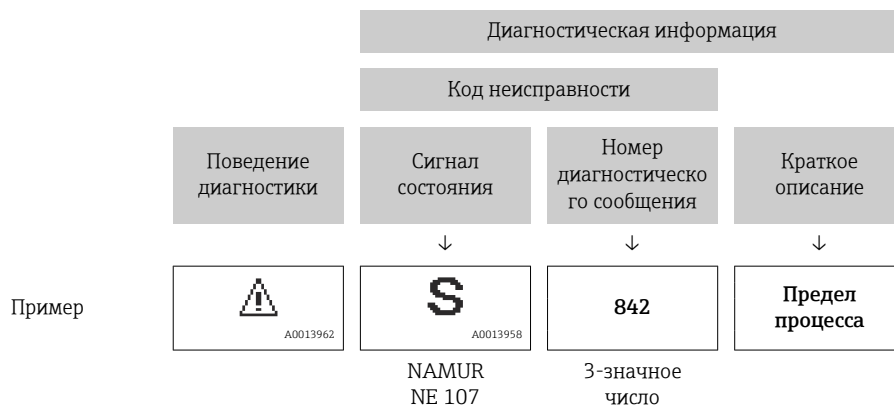 Диагностическая информация
Код неисправности
Поведение
диагностики
Сигнал
состояния
Номер
диагностическо
го сообщения
Краткое
описание
↓ ↓ ↓
Пример
A0013962
S
A0013958
842
Предел
процесса
NAMUR
NE 107
3-значное
число